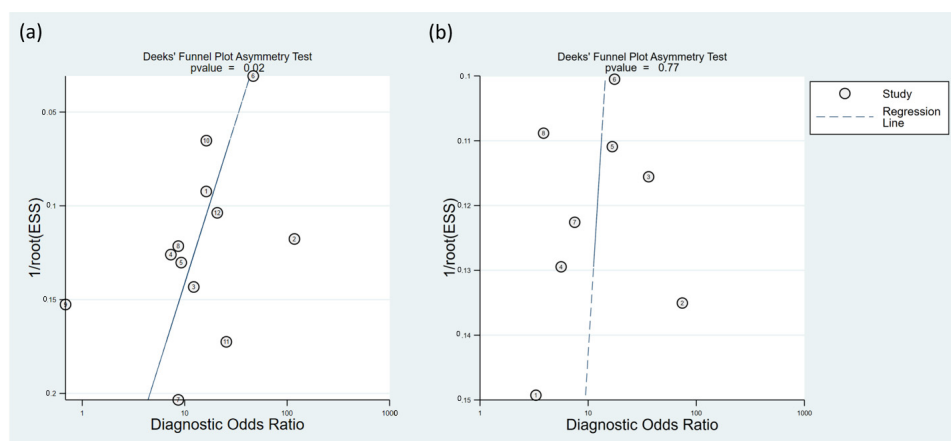 (a)
Deeks' Funnel Plot Asymmetry Test
pvalue = 0.02
1/root(ESS)
0.05
0.1
0.15
0.2
6
10
1
12
2
8
4
5
3
9
11
7
1
10
100
1000
Diagnostic Odds Ratio
(b)
Deeks' Funnel Plot Asymmetry Test
pvalue = 0.77
1/root(ESS)
0.1
0.11
0.12
0.13
0.14
0.15
6
8
5
3
7
4
2
1
1
10
100
1000
Diagnostic Odds Ratio
Study
Regression
Line